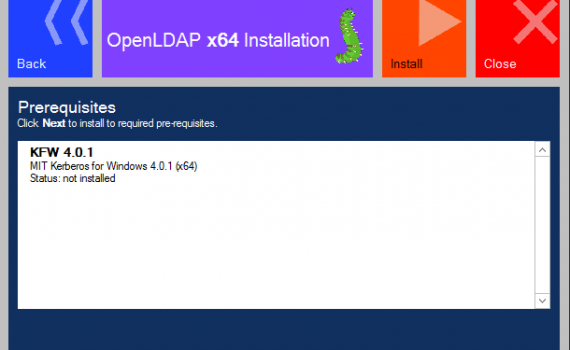 Back
OpenLDAP x64 Installation
Install
Close
Prerequisites
Click Next to install to required pre-requisites.
KFW 4.0.1
MIT Kerberos for Windows 4.0.1 (x64)
Status: not installed